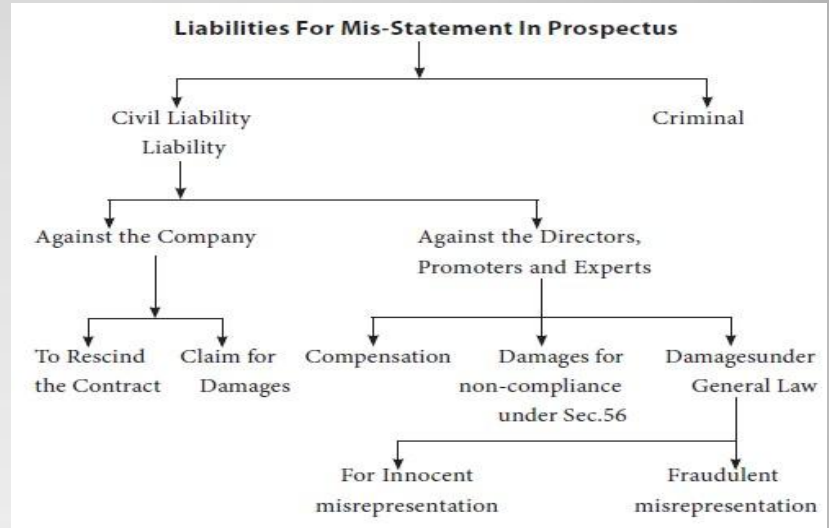 Liabilities For Mis-Statement In Prospectus
Civil Liability
Liability
Criminal
Against the Company
Against the Directors,
Promoters and Experts
To Rescind
the Contract
Claim for
Damages
Compensation
Damages for
non-compliance
under Sec.56
Damagesunder
General Law
For Innocent
misrepresentation
Fraudulent
misrepresentation